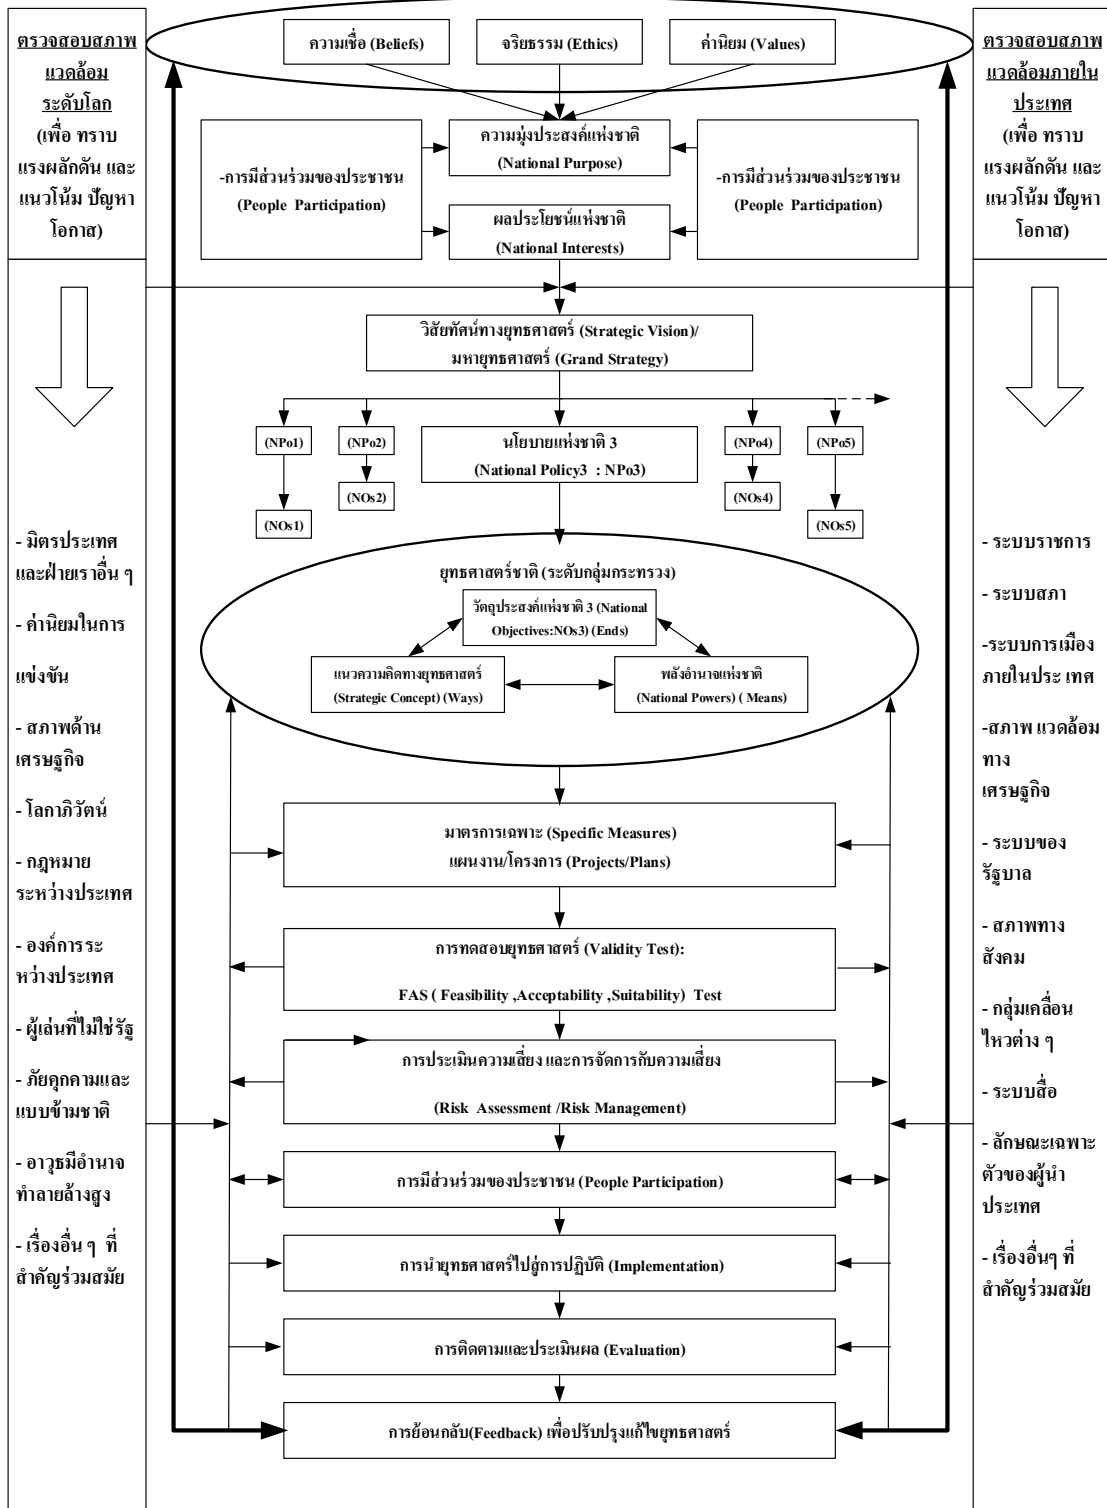 ตรวจสอบสภาพ
แวดล้อม
ระดับโลก
(เพื่อ ทราบ
แรงผลักดัน และ
แนวโน้ม ปัญหา
โอกาส)
- มิตรประเทศ
และฝ่ายเราอื่น ๆ
- ค่านิยมในการ
แข่งขัน
- สภาพด้าน
เศรษฐกิจ
- โลกาภิวัตน์
- กฎหมาย
ระหว่างประเทศ
- องค์การระ
หว่างประเทศ
- ผู้เล่นที่ไม่ใช่รัฐ
- ภัยคุกคามและ
แบบข้ามชาติ
- อาวุธมีอำนาจ
ทำลายล้างสูง
- เรื่องอื่น ๆ ที่
สำคัญร่วมสมัย
ความเชื่อ (Beliefs)
จริยธรรม (Ethics)
ค่านิยม (Values)
ความมุ่งประสงค์แห่งชาติ
(National Purpose)
-การมีส่วนร่วมของประชาชน
(People Participation)
-การมีส่วนร่วมของประชาชน
(People Participation)
ผลประโยชน์แห่งชาติ
(National Interests)
วิสัยทัศน์ทางยุทธศาสตร์ (Strategic Vision)/
มหายุทธศาสตร์ (Grand Strategy)
(NPo1)
(NPo2)
นโยบายแห่งชาติ 3
(National Policy3 : NPo3)
(NPo4)
(NPo5)
(NOs1)
(NOs2)
(NOs4)
(NOs5)
ยุทธศาสตร์ชาติ (ระดับกลุ่มกระทรวง)
วัตถุประสงค์แห่งชาติ 3 (National
Objectives:NOs3) (Ends)
แนวความคิดทางยุทธศาสตร์
(Strategic Concept) (Ways)
พลังอำนาจแห่งชาติ
(National Powers) ( Means)
มาตรการเฉพาะ (Specific Measures)
แผนงาน/โครงการ (Projects/Plans)
การทดสอบยุทธศาสตร์ (Validity Test):
FAS ( Feasibility ,Acceptability ,Suitability) Test
การประเมินความเสี่ยง และการจัดการกับความเสี่ยง
(Risk Assessment /Risk Management)
การมีส่วนร่วมของประชาชน (People Participation)
การนำยุทธศาสตร์ไปสู่การปฏิบัติ (Implementation)
การติดตามและประเมินผล (Evaluation)
การย้อนกลับ(Feedback) เพื่อปรับปรุงแก้ไขยุทธศาสตร์
ตรวจสอบสภาพ
แวดล้อมภายใน
ประเทศ
(เพื่อ ทราบ
แรงผลักดัน และ
แนวโน้ม ปัญหา
โอกาส)
- ระบบราชการ
- ระบบสภา
-ระบบการเมือง
ภายในประ เทศ
-สภาพ แวดล้อม
ทาง
เศรษฐกิจ
- ระบบของ
รัฐบาล
- สภาพทาง
สังคม
- กลุ่มเคลื่อน
ไหวต่าง ๆ
- ระบบสื่อ
- ลักษณะเฉพาะ
ตัวของผู้นำ
ประเทศ
- เรื่องอื่นๆ ที่
สำคัญร่วมสมัย